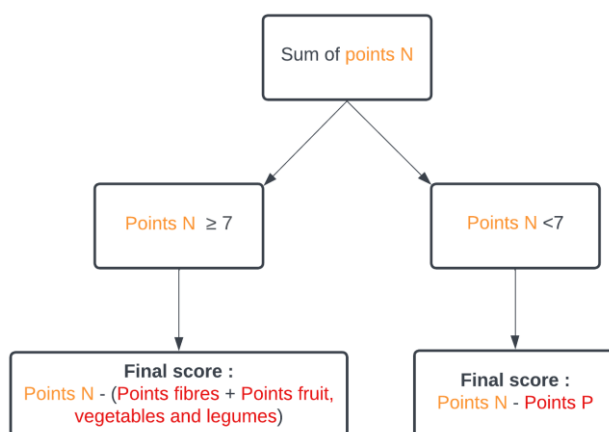 Sum of points N
Points N ≥ 7
Points N <7
Final score :
Points N - (Points fibres + Points fruit,
vegetables and legumes)
Final score :
Points N - Points P